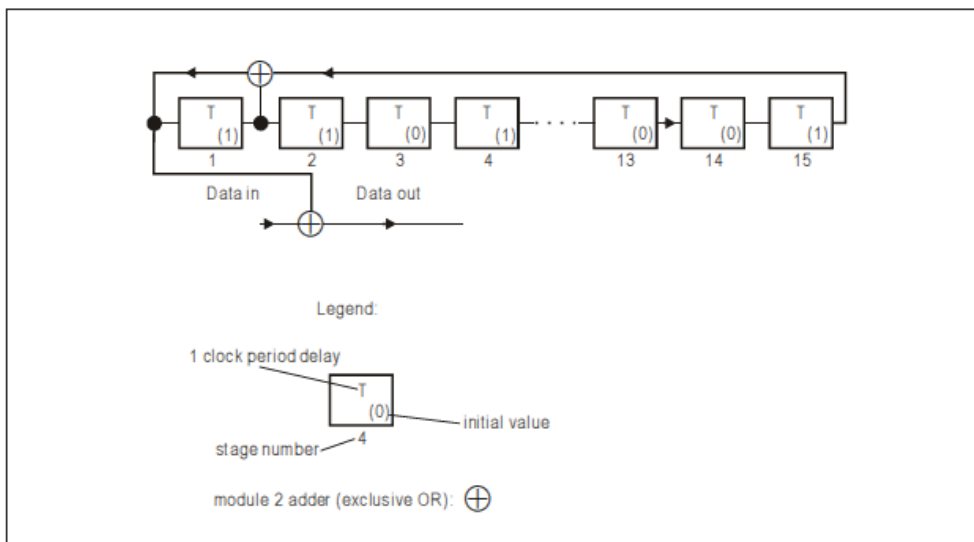 T T T T T T T
(1) (1) (0) (1) (0) (0) (1)
1 2 3 4 13 14 15
Data in Data out
Legend:
1 clock period delay
T
(0)
initial value
4
stage number
module 2 adder (exclusive OR):